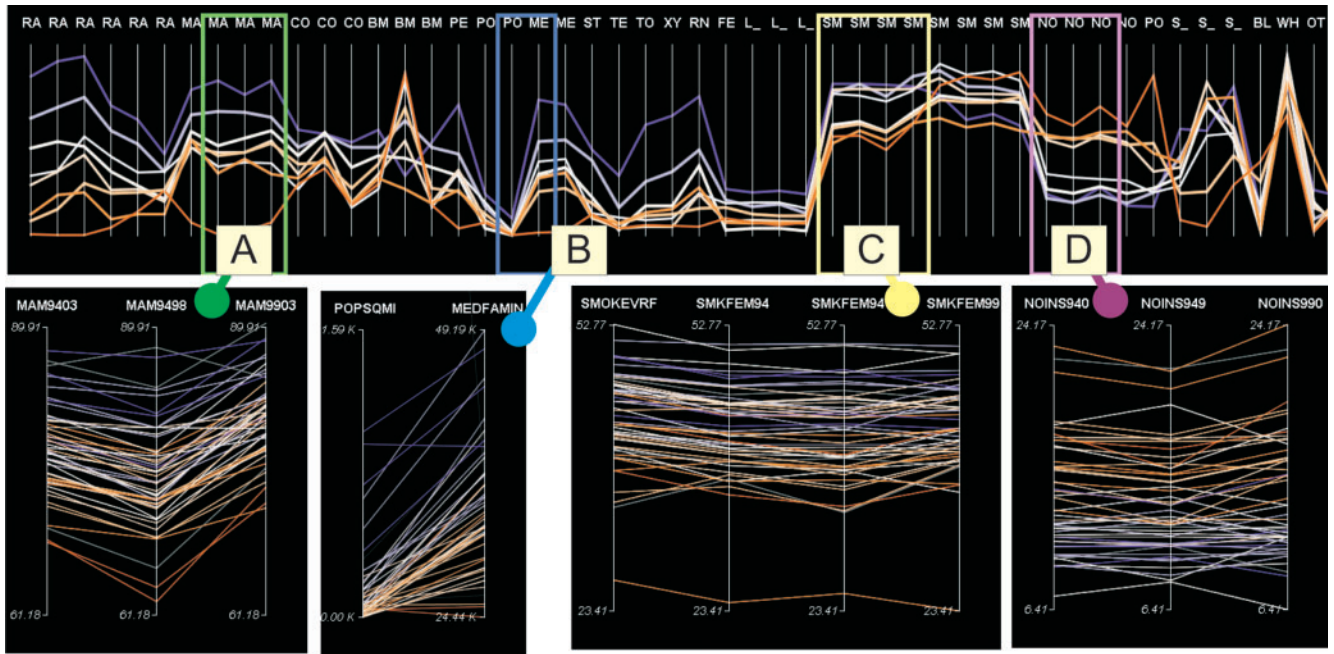 RA RA RA RA RA RA MA MA MA MA CO CO CO BM BM BM PE PO PO ME ME ST TE TO XY RN FE L_ L_ L_ SM SM SM SM SM SM SM SM NO NO NO NO PO S_ S_ S_ BL WH OT
A B C D
MAM9403 MAM9498 MAM9903
89.91 89.91 89.91
61.18 61.18 61.18
POPSQMI MEDFAMIN
1.59 K 49.19 K
0.00 K 24.44 K
SMOKEVRF SMKFEM94 SMKFEM94 SMKFEM99
52.77 52.77 52.77 52.77
23.41 23.41 23.41 23.41
NOINS940 NOINS949 NOINS990
24.17 24.17 24.17
6.41 6.41 6.41